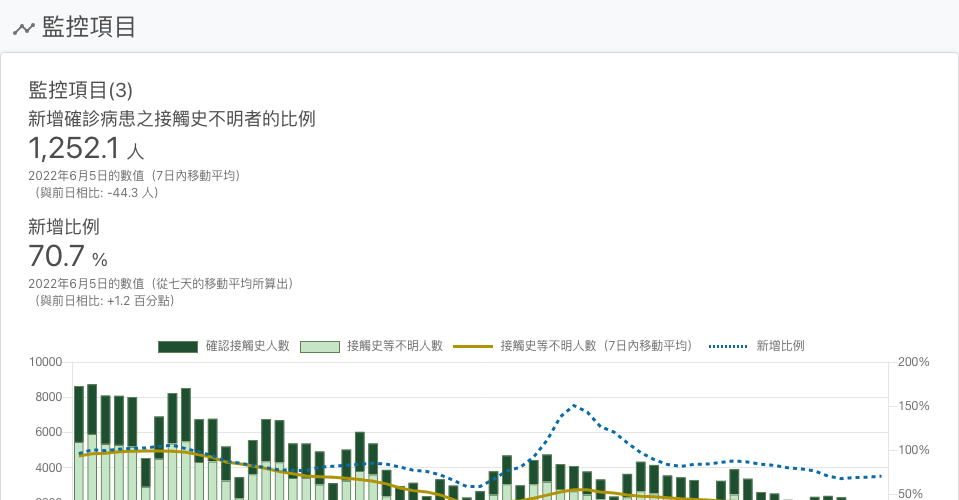 監控項目
監控項目(3)
新增確診病患之接觸史不明者的比例
1,252.1 人
2022年6月5日的數值（7日內移動平均）
（與前日相比: -44.3 人）
新增比例
70.7 %
2022年6月5日的數值（從七天的移動平均所算出）
（與前日相比: +1.2 百分點）
確認接觸史人數 接觸史等不明人數 接觸史等不明人數（7日內移動平均） 新增比例
10000 200%
8000 150%
6000 100%
4000 50%